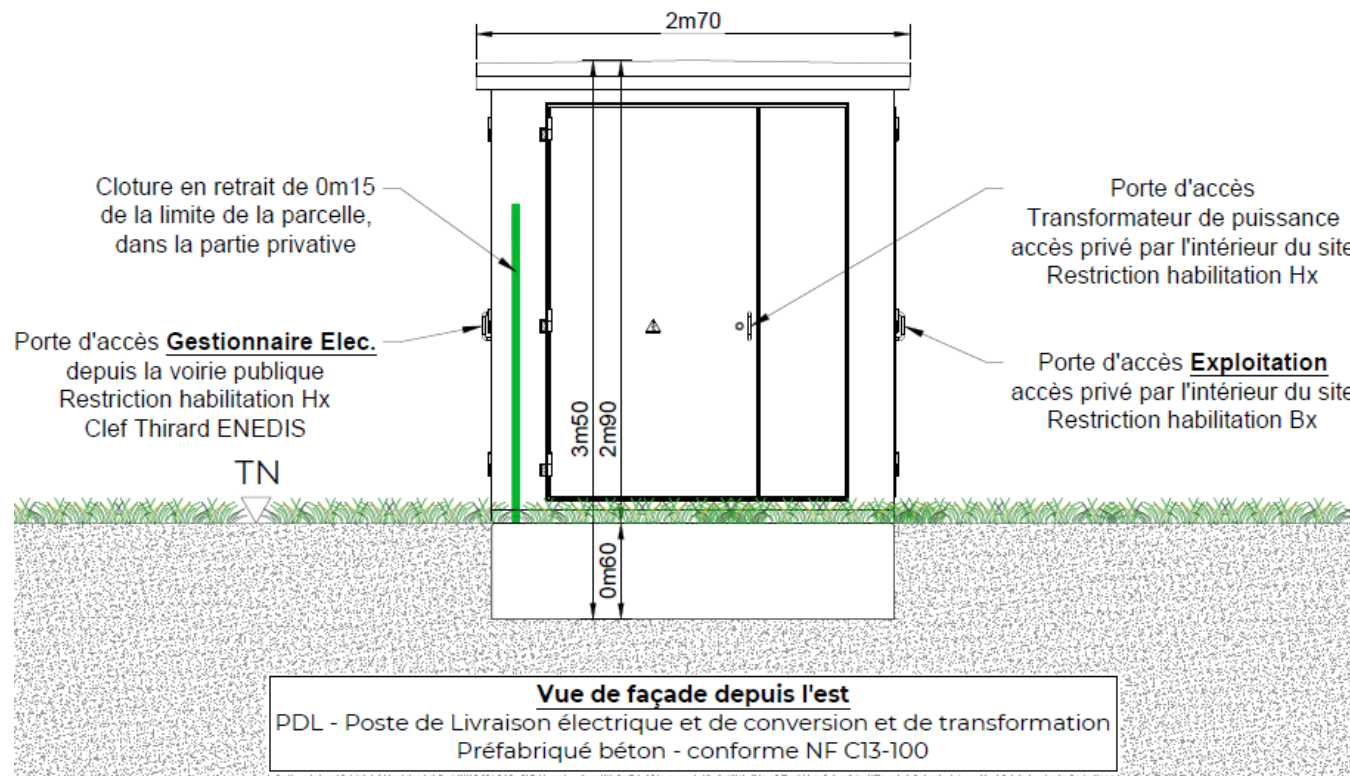 2m70
Cloture en retrait de 0m15
de la limite de la parcelle,
dans la partie privative
Porte d'accès
Transformateur de puissance
accès privé par l'intérieur du site
Restriction habilitation Hx
Porte d'accès Gestionnaire Elec.
depuis la voirie publique
Restriction habilitation Hx
Clef Thirard ENEDIS
Porte d'accès Exploitation
accès privé par l'intérieur du site
Restriction habilitation Bx
3m50
2m90
TN
0m60
Vue de façade depuis l'est
PDL - Poste de Livraison électrique et de conversion et de transformation
Préfabriqué béton - conforme NF C13-100